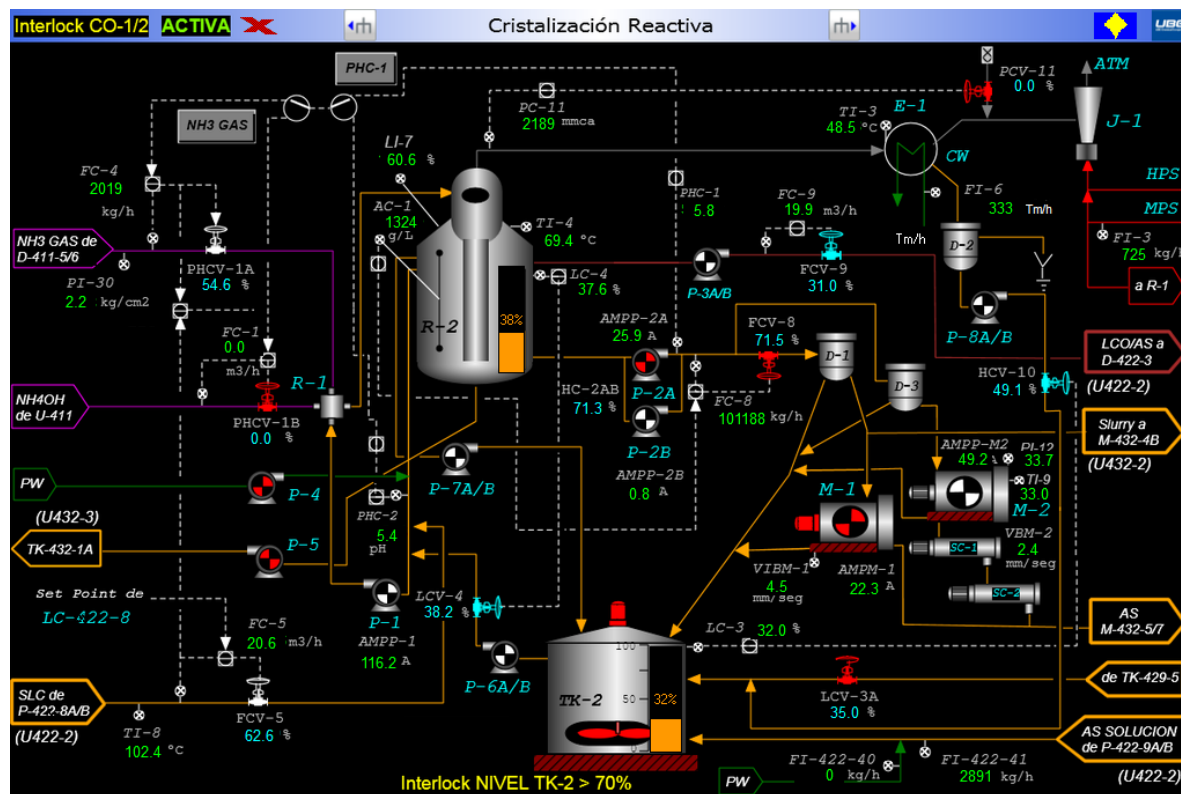 Interlock CO-1/2 ACTIVA Cristalización Reactiva
PHC-1
NH3 GAS
PC-11
2189 mmca
PCV-11
0.0 %
ATM
TI-3
48.5 °C
E-1
J-1
CW
LI-7
60.6 %
FC-4
2019
kg/h
AC-1
1324
g/L
TI-4
69.4 °C
PHC-1
5.8
FC-9
19.9 m3/h
FI-6
333 Tm/h
HPS
MPS
FI-3
725 kg/h
Tm/h
D-2
NH3 GAS de
D-411-5/6
PHCV-1A
54.6 %
PI-30
2.2 kg/cm2
LC-4
37.6 %
P-3A/B
FCV-9
31.0 %
a R-1
FC-1
0.0
m3/h
R-2
38%
AMPP-2A
25.9 A
FCV-8
71.5 %
D-1
P-8A/B
LCO/AS a
D-422-3
(U422-2)
R-1
HC-2AB
71.3 %
P-2A
FC-8
101188 kg/h
D-3
HCV-10
49.1 %
NH4OH
de U-411
PHCV-1B
0.0 %
P-2B
Slurry a
M-432-4B
(U432-2)
PW
P-4
P-7A/B
AMPP-2B
0.8 A
AMPP-M2
49.2
PI-12
33.7
TI-9
33.0
M-1
M-2
(U432-3)
TK-432-1A
P-5
PHC-2
5.4
pH
SC-1
VBM-2
2.4
mm/seg
VIBM-1
4.5
mm/seg
AMPM-1
22.3 A
SC-2
Set Point de
LC-422-8
P-1
LCV-4
38.2 %
AS
M-432-5/7
FC-5
20.6 m3/h
AMPP-1
116.2 A
P-6A/B
LC-3 32.0 %
100
TK-2
50
32%
0
LCV-3A
35.0 %
de TK-429-5
SLC de
P-422-8A/B
(U422-2)
FCV-5
62.6 %
TI-8
102.4 °C
AS SOLUCION
de P-422-9A/B
(U422-2)
PW
FI-422-40
0 kg/h
FI-422-41
2891 kg/h
Interlock NIVEL TK-2 > 70%